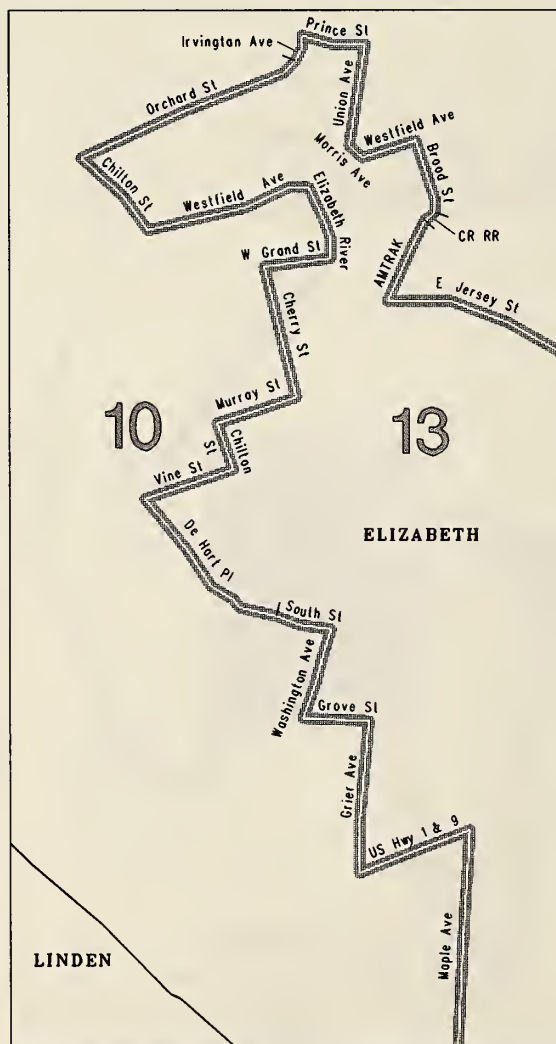 Prince St
Irvington Ave
Union Ave
Orchard St
Morris Ave
Westfield Ave
Broad St
Chilton St
Westfield Ave
Elizabeth River
CR RR
W Grand St
AMTRAK
E Jersey St
Cherry St
Murray St
10
13
Chilton St
Vine St
ELIZABETH
De Hart Pl
South St
Washington Ave
Grove St
Grier Ave
US Hwy 1 & 9
Maple Ave
LINDEN